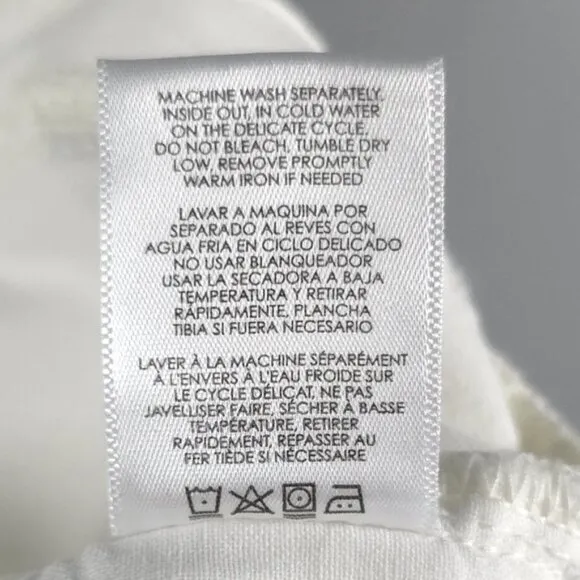 MACHINE WASH SEPARATELY,
INSIDE OUT, IN COLD WATER
ON THE DELICATE CYCLE,
DO NOT BLEACH, TUMBLE DRY
LOW, REMOVE PROMPTLY
WARM IRON IF NEEDED
LAVAR A MAQUINA POR
SEPARADO AL REVES CON
AGUA FRIA EN CICLO DELICADO
NO USAR BLANQUEADOR
USAR LA SECADORA A BAJA
TEMPERATURA Y RETIRAR
RÁPIDAMENTE, PLANCHA
TIBIA SI FUERA NECESARIO
LAVER À LA MACHINE SÉPARÉMENT
À L'ENVERS À L'EAU FROIDE SUR
LE CYCLE DÉLICAT, NE PAS
JAVELLISER FAIRE, SÉCHER À BASSE
TEMPÉRATURE, RETIRER
RAPIDEMENT, REPASSER AU
FER TIÈDE SI NÉCESSAIRE